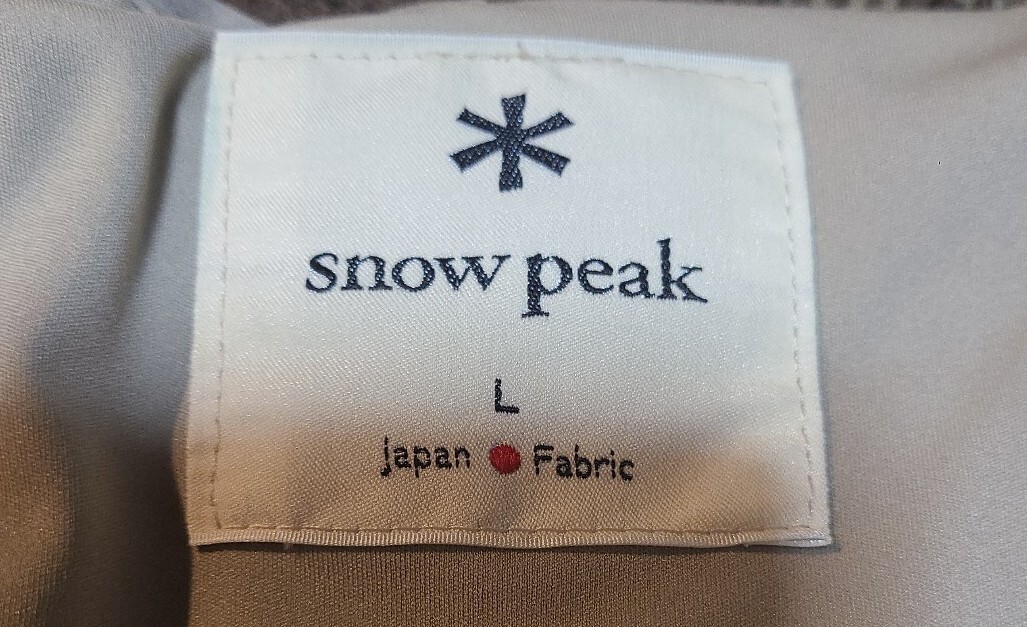 snow peak
L
japan ● Fabric